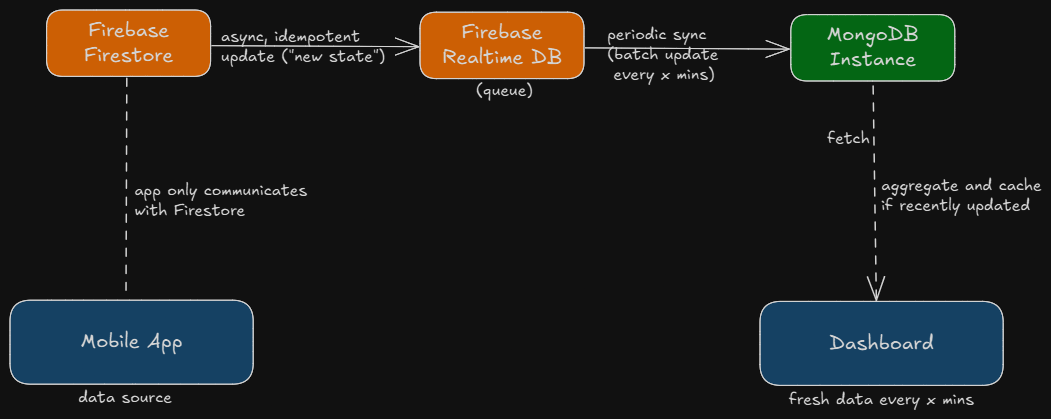 Firebase
Firestore
async, idempotent
update ("new state")
Firebase
Realtime DB
(queue)
periodic sync
(batch update
every x mins)
MongoDB
Instance
fetch
aggregate and cache
if recently updated
app only communicates
with Firestore
Mobile App
data source
Dashboard
fresh data every x mins